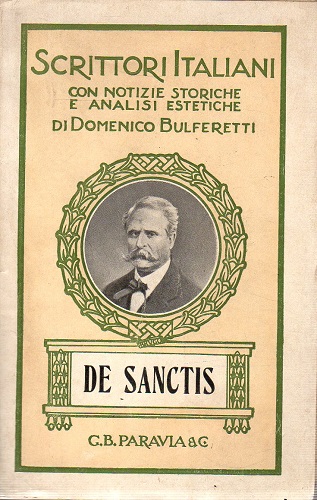 SCRITTORI ITALIANI
CON NOTIZIE STORICHE
E ANALISI ESTETICHE
DI DOMENICO BULFERETTI
DE SANCTIS
G.B. PARAVIA & C